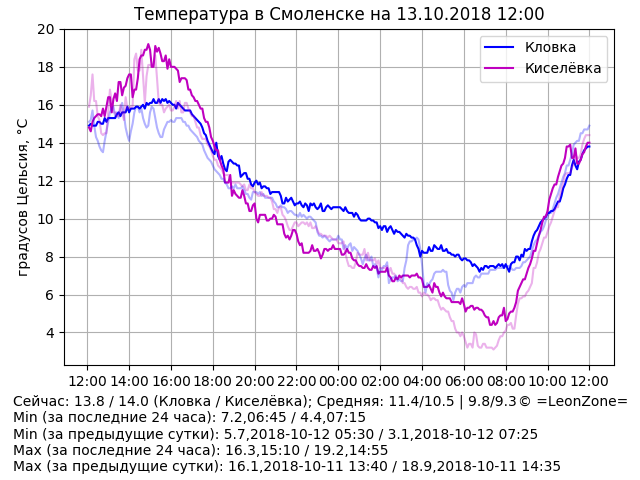 Температура в Смоленске на 13.10.2018 12:00
градусов Цельсия, °C
20
18
16
14
12
10
8
6
4
Кловка
Киселёвка
12:00 14:00 16:00 18:00 20:00 22:00 00:00 02:00 04:00 06:00 08:00 10:00 12:00
Сейчас: 13.8 / 14.0 (Кловка / Киселёвка); Средняя: 11.4/10.5 | 9.8/9.3© =LeonZone=
Min (за последние 24 часа): 7.2,06:45 / 4.4,07:15
Min (за предыдущие сутки): 5.7,2018-10-12 05:30 / 3.1,2018-10-12 07:25
Max (за последние 24 часа): 16.3,15:10 / 19.2,14:55
Max (за предыдущие сутки): 16.1,2018-10-11 13:40 / 18.9,2018-10-11 14:35